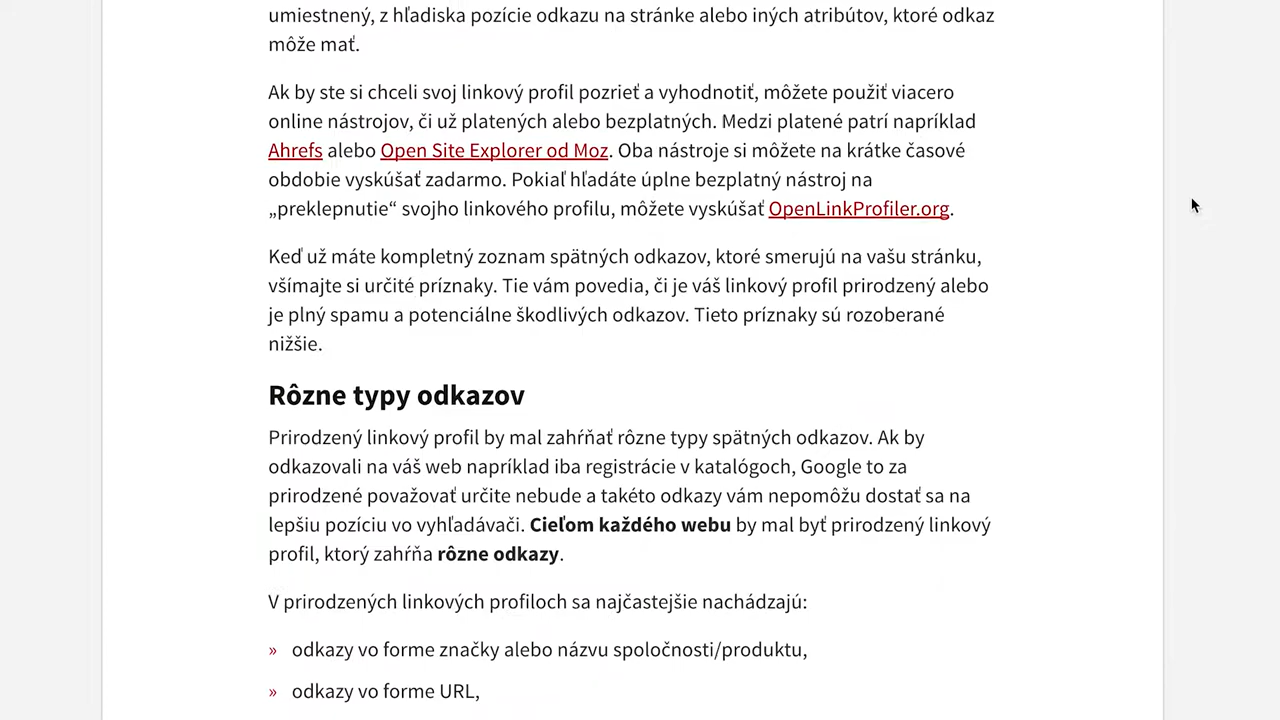 umiestnený, z hľadiska pozície odkazu na stránke alebo iných atribútov, ktoré odkaz
môže mať.
Ak by ste si chceli svoj linkový profil pozrieť a vyhodnotiť, môžete použiť viacero
online nástrojov, či už platených alebo bezplatných. Medzi platené patrí napríklad
Ahrefs alebo Open Site Explorer od Moz. Oba nástroje si môžete na krátke časové
obdobie vyskúšať zadarmo. Pokiaľ hľadáte úplne bezplatný nástroj na
„preklepnutie“ svojho linkového profilu, môžete vyskúšať OpenLinkProfiler.org.
Keď už máte kompletný zoznam spätných odkazov, ktoré smerujú na vašu stránku,
všímajte si určité príznaky. Tie vám povedia, či je váš linkový profil prirodzený alebo
je plný spamu a potenciálne škodlivých odkazov. Tieto príznaky sú rozoberané
nižšie.
Rôzne typy odkazov
Prirodzený linkový profil by mal zahŕňať rôzne typy spätných odkazov. Ak by
odkazovali na váš web napríklad iba registrácie v katalógoch, Google to za
prirodzené považovať určite nebude a takéto odkazy vám nepomôžu dostať sa na
lepšiu pozíciu vo vyhľadávači. Cieľom každého webu by mal byť prirodzený linkový
profil, ktorý zahŕňa rôzne odkazy.
V prirodzených linkových profiloch sa najčastejšie nachádzajú:
» odkazy vo forme značky alebo názvu spoločnosti/produktu,
» odkazy vo forme URL,